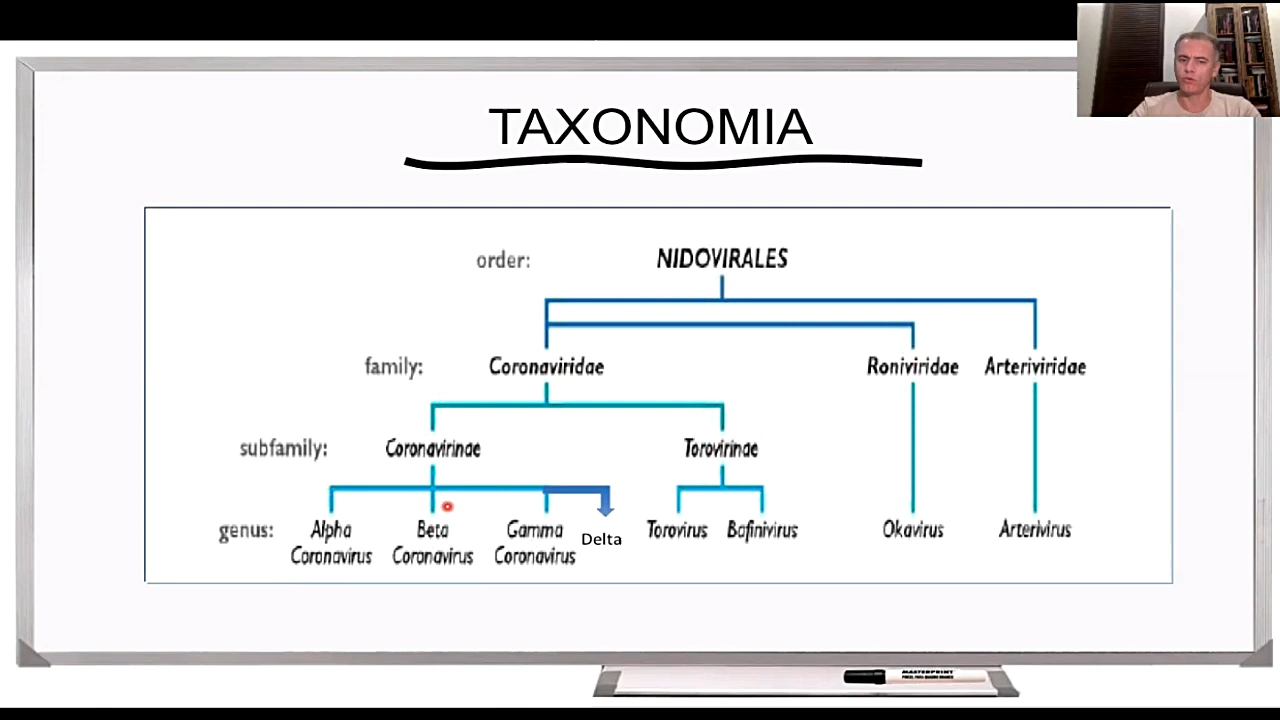 TAXONOMIA
order: NIDOVIRALES
family: Coronaviridae Roniviridae Arteriviridae
subfamily: Coronavirinae Torovirinae
genus: Alpha Beta Gamma Delta Torovirus Bafinivirus Okavirus Arterivirus
Coronavirus Coronavirus Coronavirus
MASTERPRINT